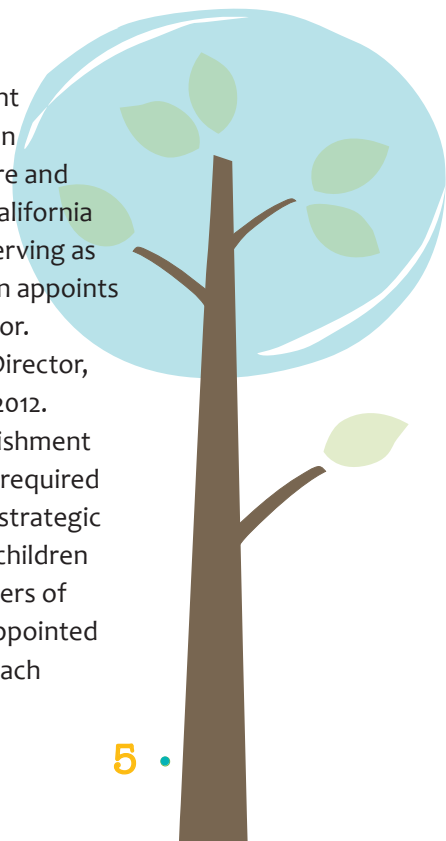 nt
n
re and
alifornia
erving as
n appoints
or.
Director,
2012.
ishment
required
strategic
children
ers of
ppointed
ach
5 •